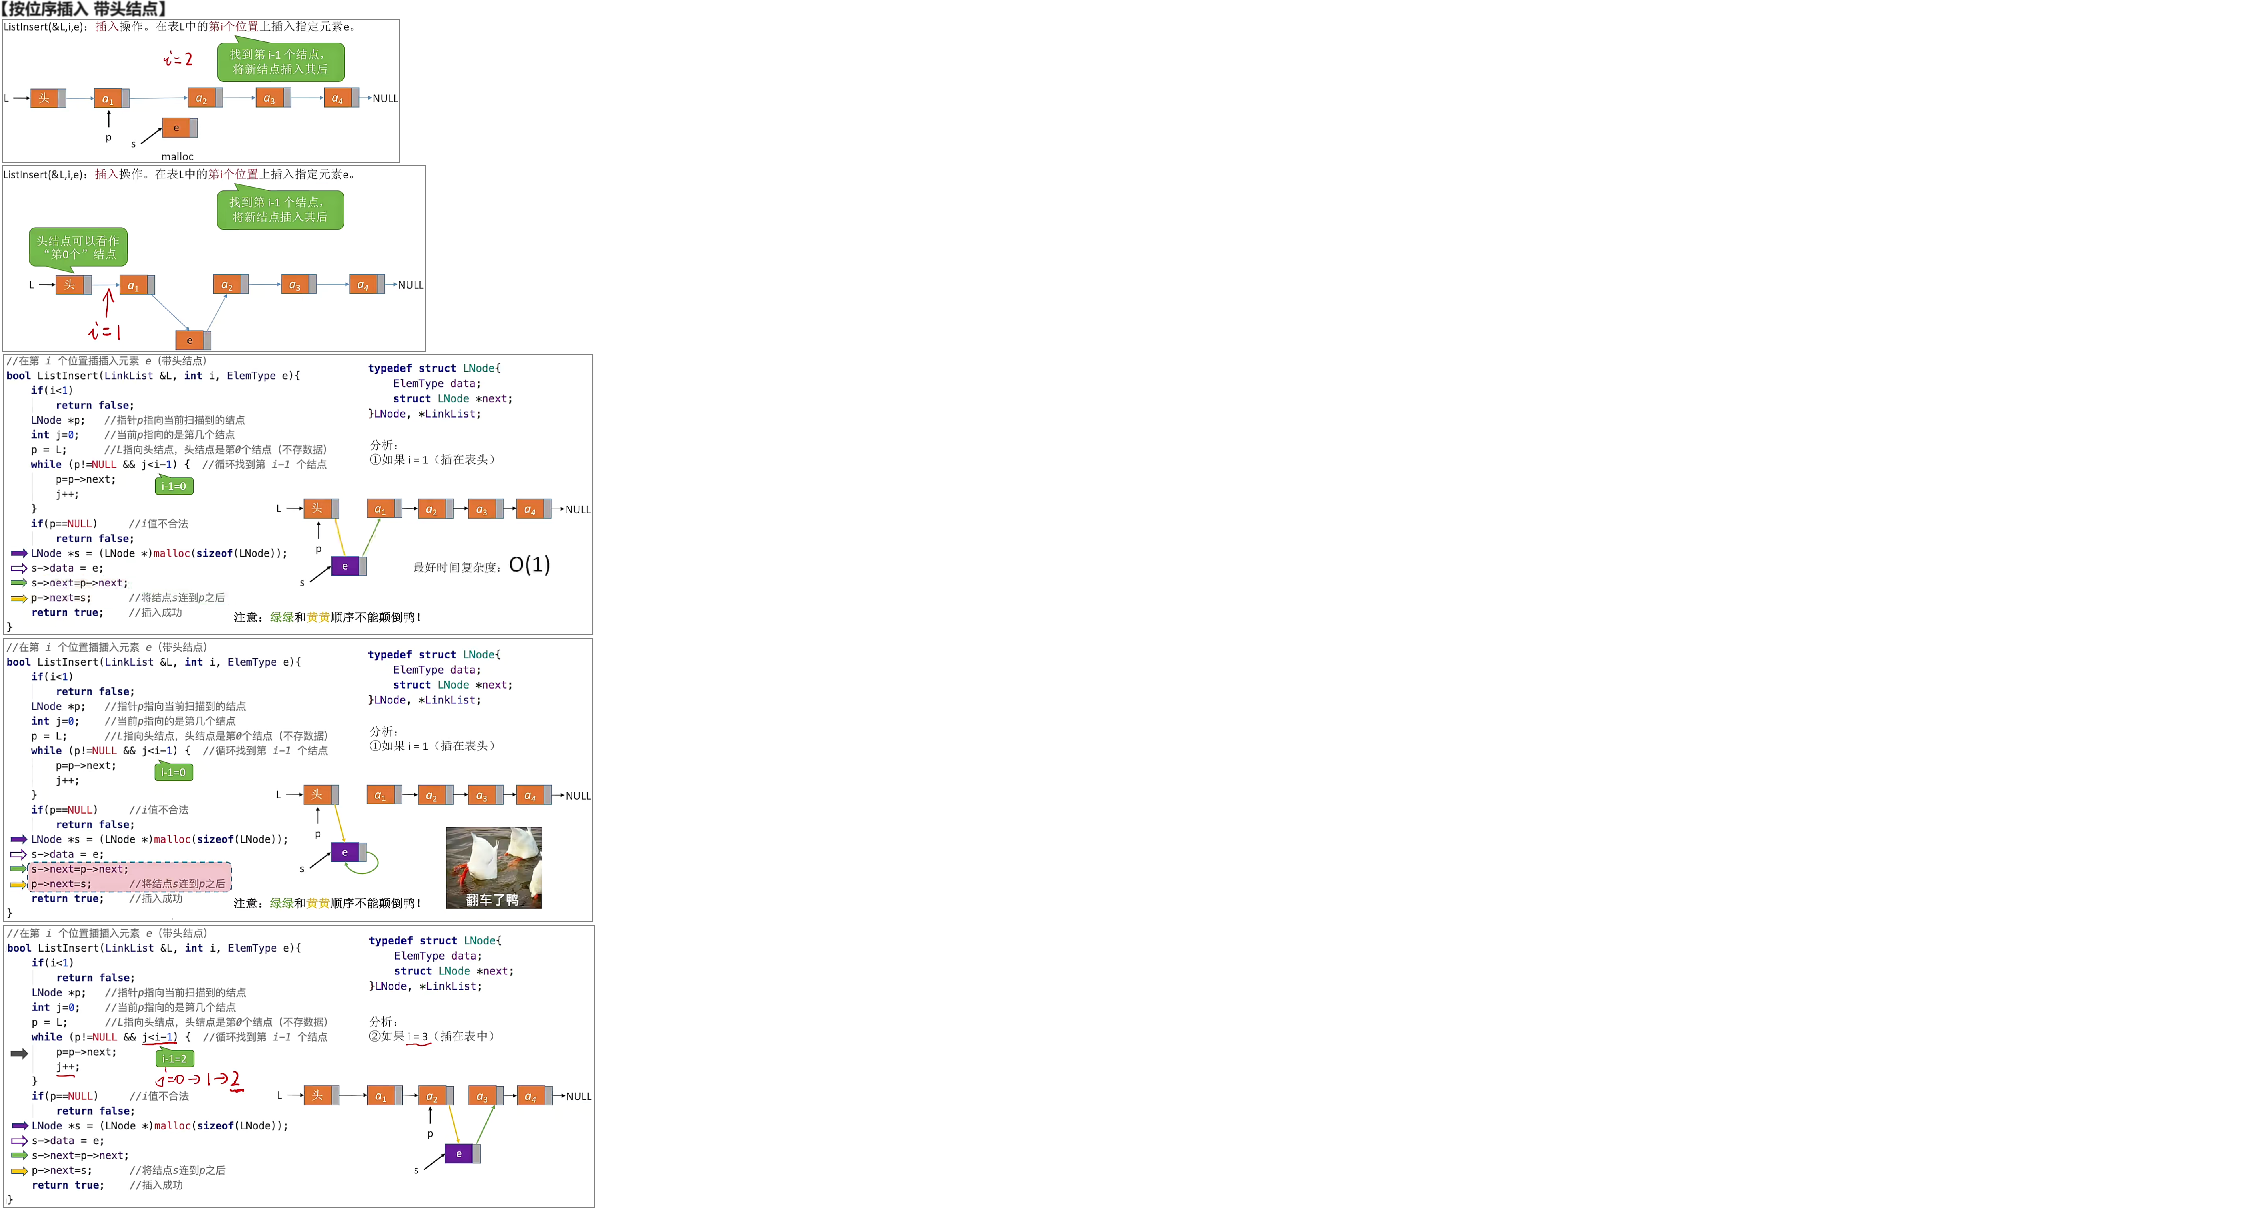 【按位序插入 带头结点】
ListInsert(&L,i,e)：插入操作。在表L中的第i个位置上插入指定元素e。
i=2
找到第 i-1 个结点，
将新结点插入其后
L 头 a1 a2 a3 a4 NULL
p
s e
malloc
ListInsert(&L,i,e)：插入操作。在表L中的第i个位置上插入指定元素e。
找到第 i-1 个结点，
将新结点插入其后
头结点可以看作
“第0个”结点
L 头 a1 a2 a3 a4 NULL
i=1
e
//在第 i 个位置插插入元素 e（带头结点）
bool ListInsert(LinkList &L, int i, ElemType e){
if(i<1)
return false;
LNode *p; //指针p指向当前扫描到的结点
int j=0; //当前p指向的是第几个结点
p = L; //L指向头结点，头结点是第0个结点（不存数据）
while (p!=NULL && j<i-1) { //循环找到第 i-1 个结点
p=p->next;
i-1=0
j++;
}
if(p==NULL) //i值不合法
return false;
LNode *s = (LNode *)malloc(sizeof(LNode));
s->data = e;
s->next=p->next;
p->next=s; //将结点s连到p之后
return true; //插入成功
}
typedef struct LNode{
ElemType data;
struct LNode *next;
}LNode, *LinkList;
分析：
①如果 i = 1（插在表头）
L 头 a1 a2 a3 a4 NULL
p
s e
最好时间复杂度：O(1)
注意：绿绿和黄黄顺序不能颠倒鸭！
//在第 i 个位置插插入元素 e（带头结点）
bool ListInsert(LinkList &L, int i, ElemType e){
if(i<1)
return false;
LNode *p; //指针p指向当前扫描到的结点
int j=0; //当前p指向的是第几个结点
p = L; //L指向头结点，头结点是第0个结点（不存数据）
while (p!=NULL && j<i-1) { //循环找到第 i-1 个结点
p=p->next;
i-1=0
j++;
}
if(p==NULL) //i值不合法
return false;
LNode *s = (LNode *)malloc(sizeof(LNode));
s->data = e;
s->next=p->next;
p->next=s; //将结点s连到p之后
return true; //插入成功
}
typedef struct LNode{
ElemType data;
struct LNode *next;
}LNode, *LinkList;
分析：
①如果 i = 1（插在表头）
L 头 a1 a2 a3 a4 NULL
p
s e
翻车了鸭
注意：绿绿和黄黄顺序不能颠倒鸭！
//在第 i 个位置插插入元素 e（带头结点）
bool ListInsert(LinkList &L, int i, ElemType e){
if(i<1)
return false;
LNode *p; //指针p指向当前扫描到的结点
int j=0; //当前p指向的是第几个结点
p = L; //L指向头结点，头结点是第0个结点（不存数据）
while (p!=NULL && j<i-1) { //循环找到第 i-1 个结点
p=p->next;
i-1=2
j++;
j=0→1→2
}
if(p==NULL) //i值不合法
return false;
LNode *s = (LNode *)malloc(sizeof(LNode));
s->data = e;
s->next=p->next;
p->next=s; //将结点s连到p之后
return true; //插入成功
}
typedef struct LNode{
ElemType data;
struct LNode *next;
}LNode, *LinkList;
分析：
②如果 i = 3（插在表中）
L 头 a1 a2 a3 a4 NULL
p
s e